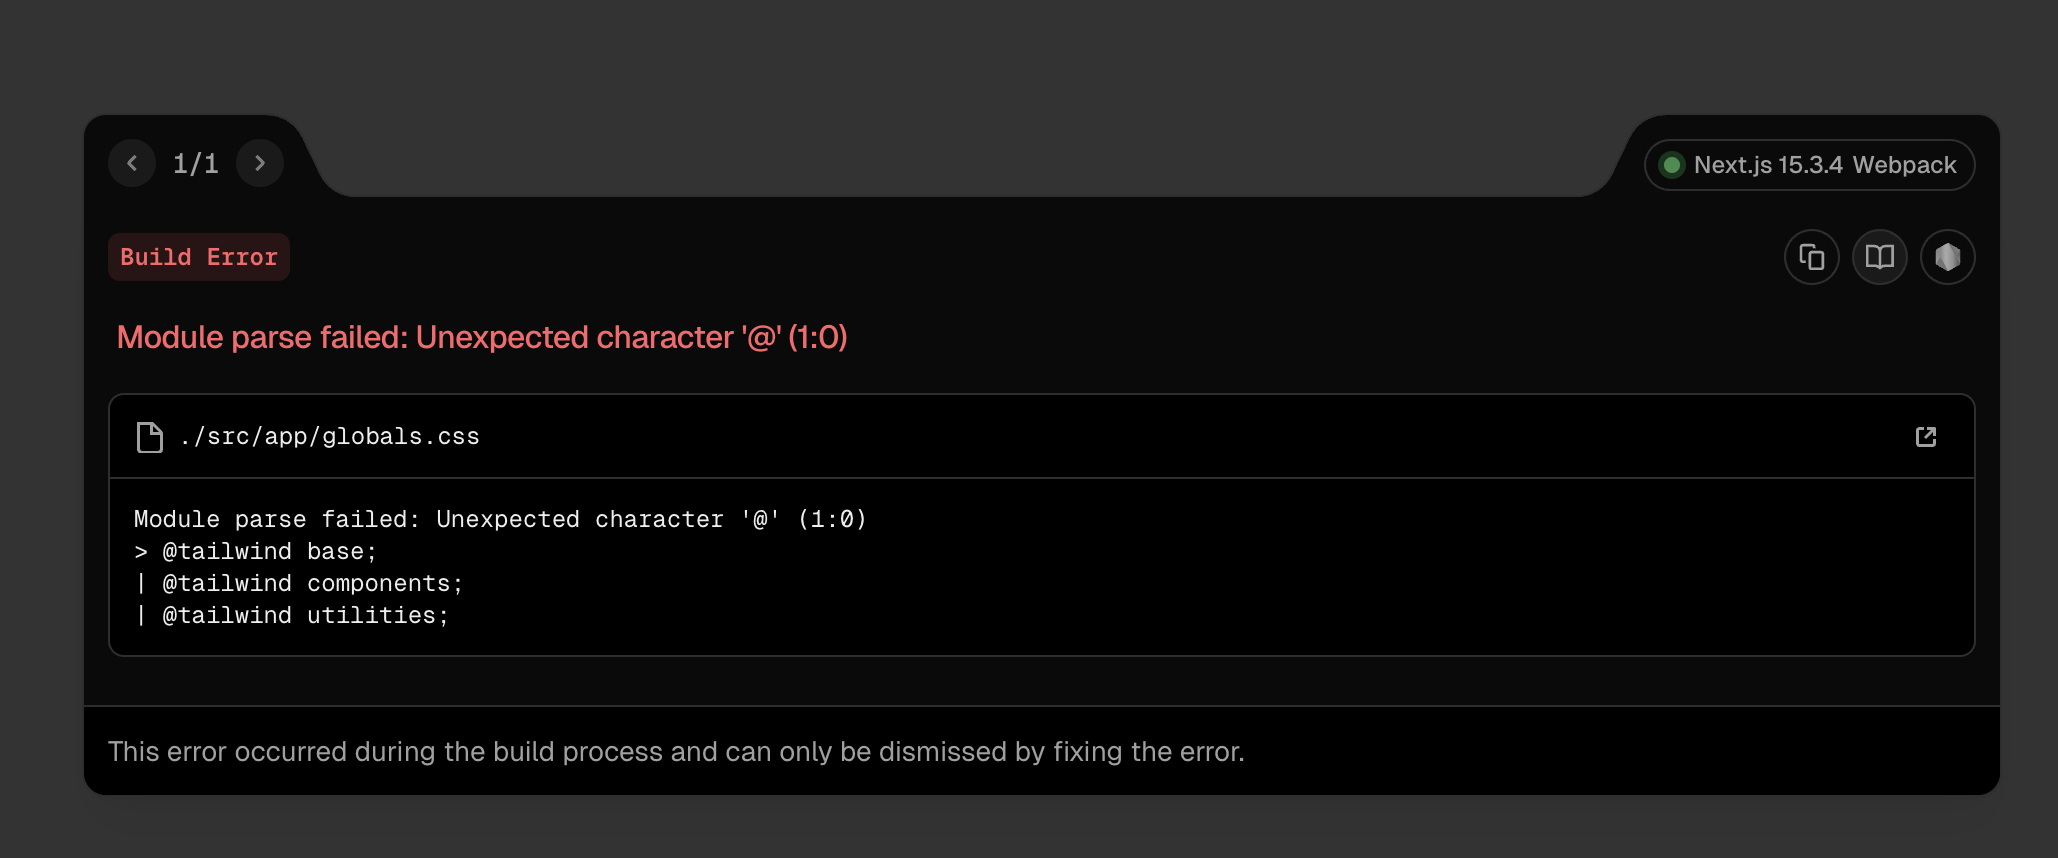 1/1
Next.js 15.3.4 Webpack
Build Error
Module parse failed: Unexpected character '@' (1:0)
./src/app/globals.css
Module parse failed: Unexpected character '@' (1:0)
> @tailwind base;
| @tailwind components;
| @tailwind utilities;
This error occurred during the build process and can only be dismissed by fixing the error.